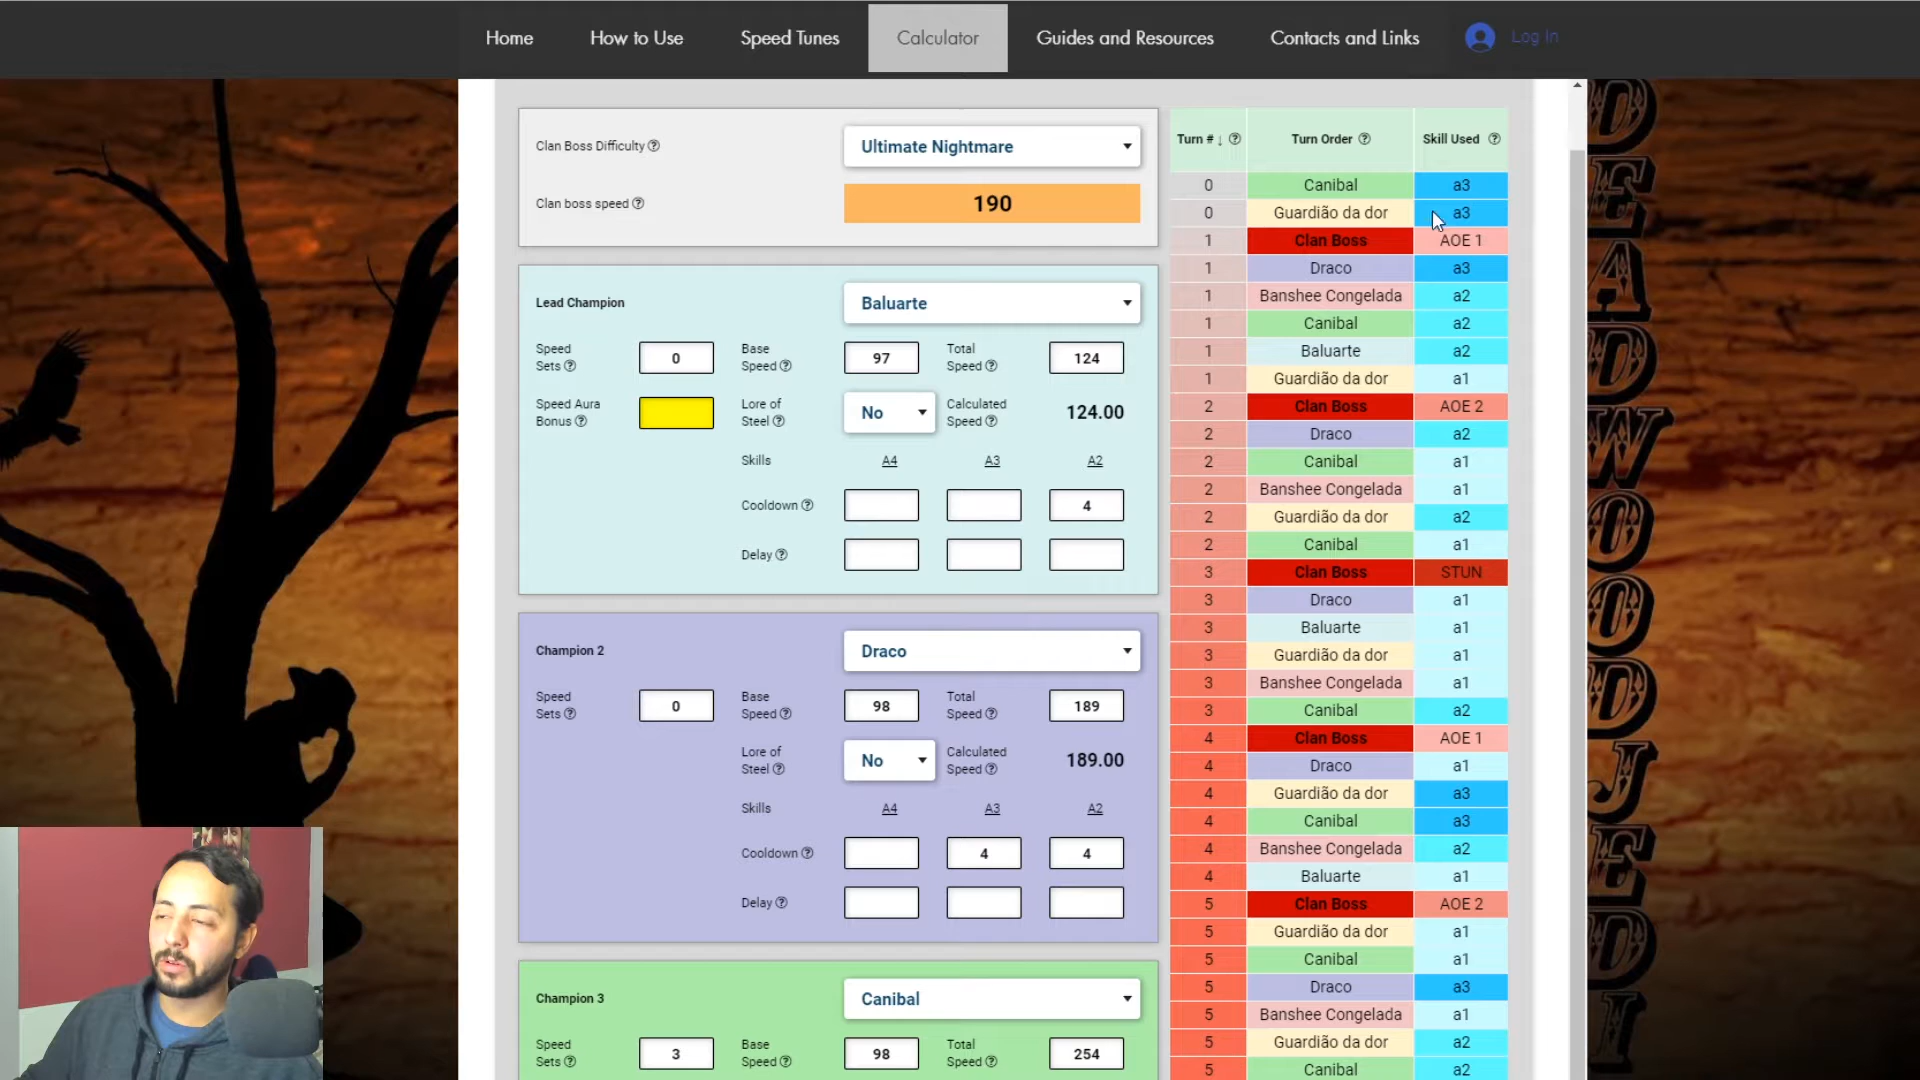 Home How to Use Speed Tunes Calculator Guides and Resources Contacts and Links Log In
Clan Boss Difficulty Ultimate Nightmare
Clan boss speed 190
Lead Champion Baluarte
Speed Sets 0 Base Speed 97 Total Speed 124
Speed Aura Bonus Lore of Steel No Calculated Speed 124.00
Skills A4 A3 A2
Cooldown 4
Delay
Champion 2 Draco
Speed Sets 0 Base Speed 98 Total Speed 189
Lore of Steel No Calculated Speed 189.00
Skills A4 A3 A2
Cooldown 4 4
Delay
Champion 3 Canibal
Speed Sets 3 Base Speed 98 Total Speed 254
Turn # ↓ Turn Order Skill Used
0 Canibal a3
0 Guardião da dor a3
1 Clan Boss AOE 1
1 Draco a3
1 Banshee Congelada a2
1 Canibal a2
1 Baluarte a2
1 Guardião da dor a1
2 Clan Boss AOE 2
2 Draco a2
2 Canibal a1
2 Banshee Congelada a1
2 Guardião da dor a2
2 Canibal a1
3 Clan Boss STUN
3 Draco a1
3 Baluarte a1
3 Guardião da dor a1
3 Banshee Congelada a1
3 Canibal a2
4 Clan Boss AOE 1
4 Draco a1
4 Guardião da dor a3
4 Canibal a3
4 Banshee Congelada a2
4 Baluarte a1
5 Clan Boss AOE 2
5 Guardião da dor a1
5 Canibal a1
5 Draco a3
5 Banshee Congelada a1
5 Guardião da dor a2
5 Canibal a2
DEADWOODJEDI